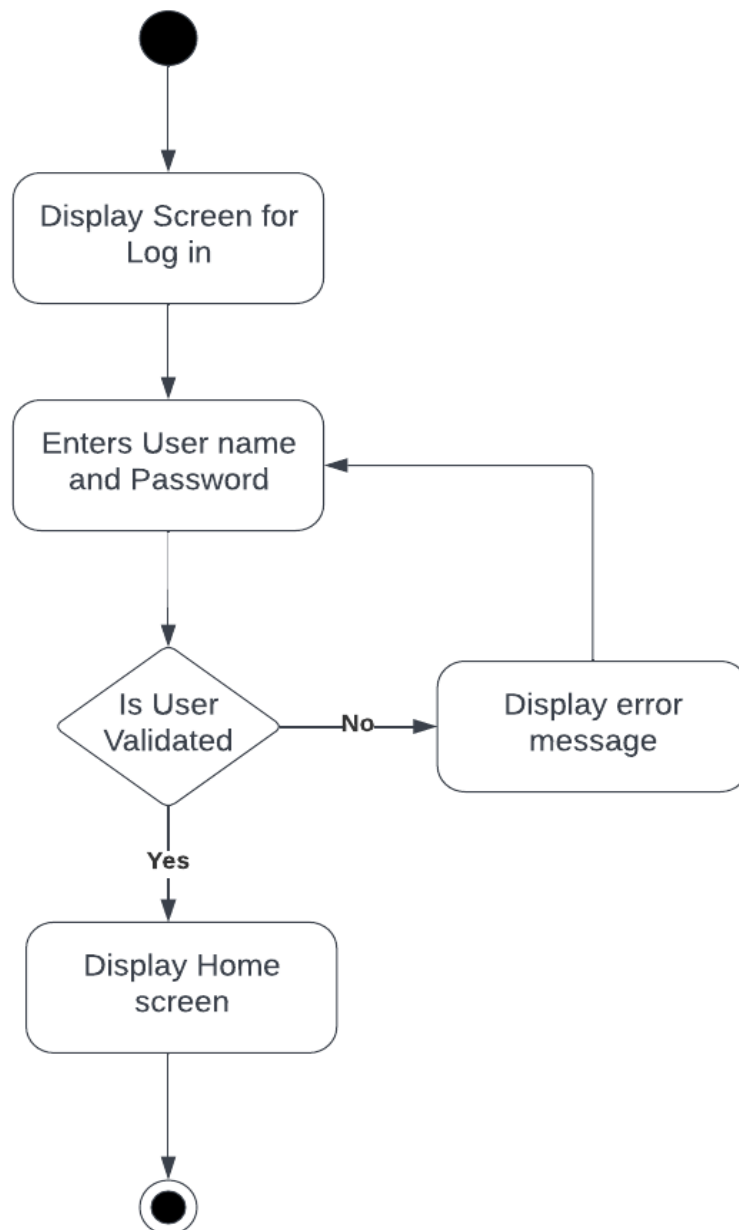 Display Screen for
Log in
Enters User name
and Password
Is User
Validated
No
Display error
message
Yes
Display Home
screen